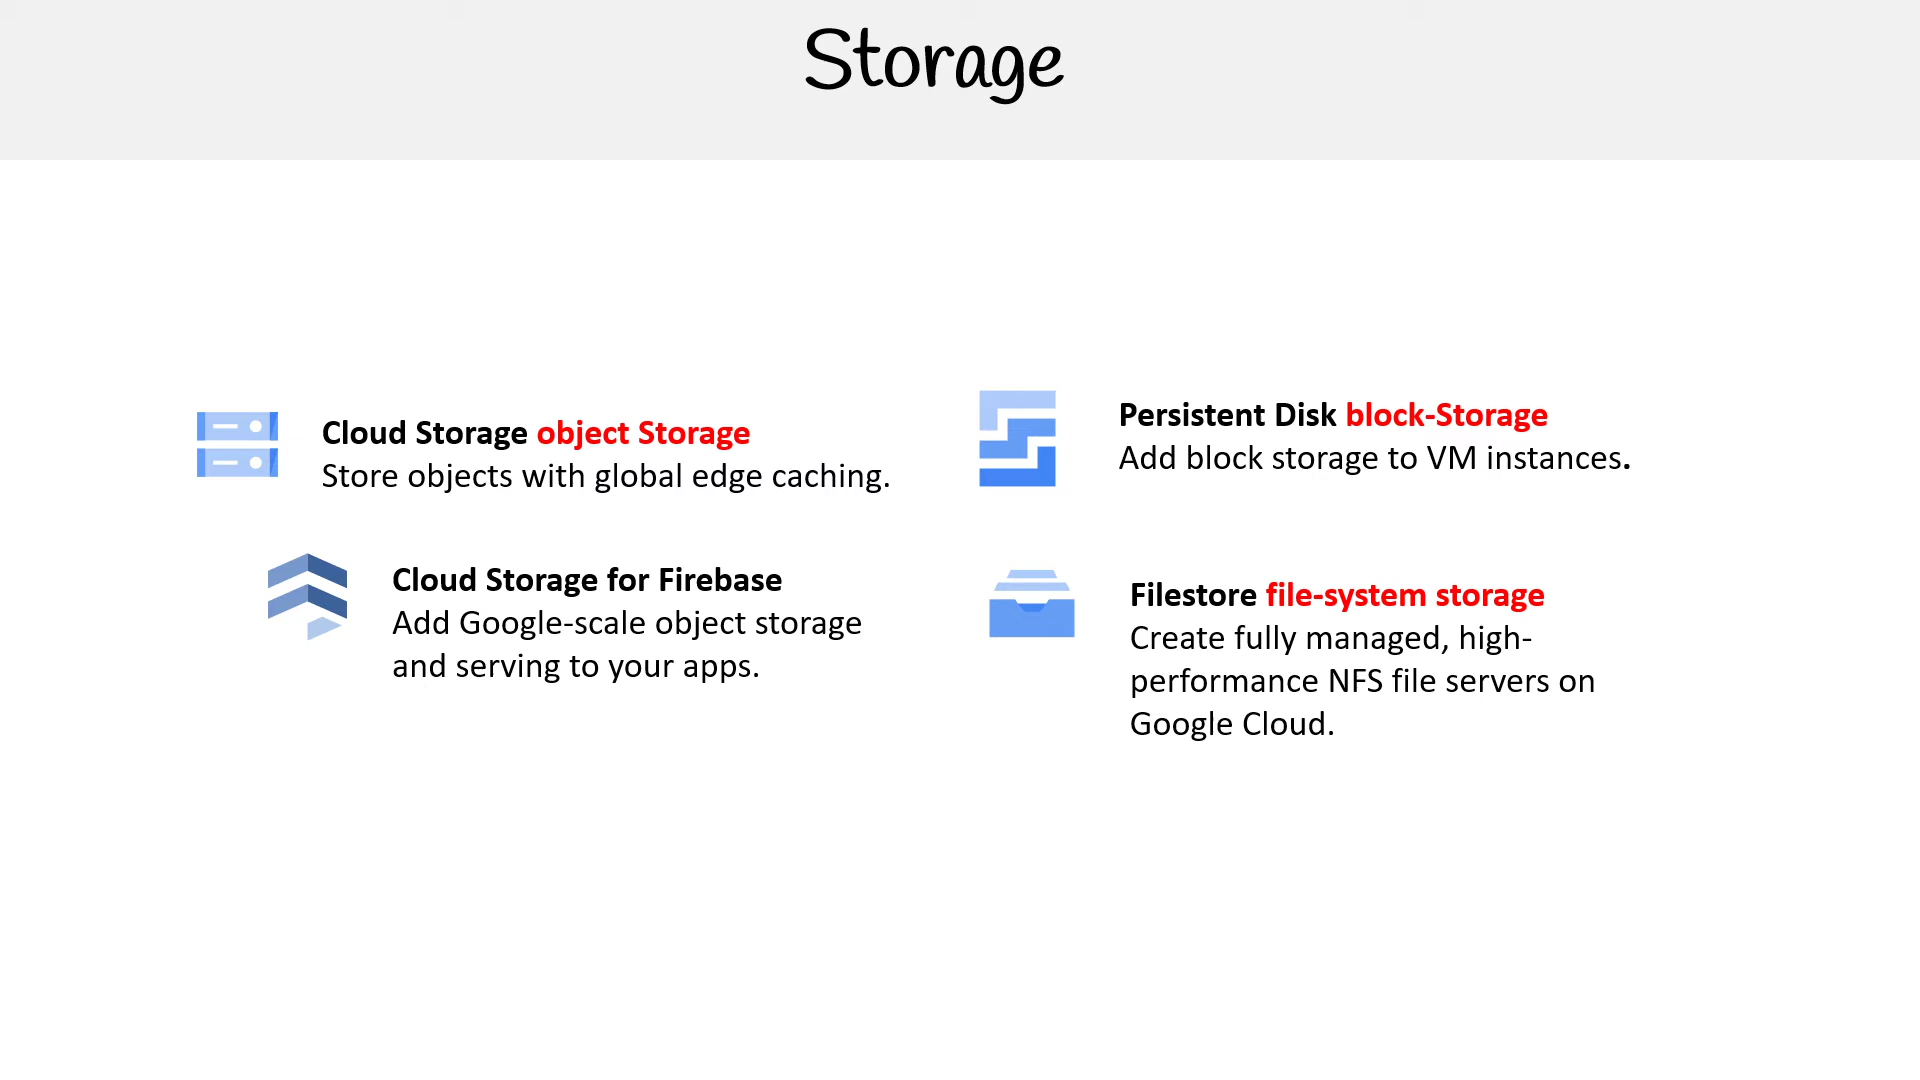 Storage
Cloud Storage object Storage
Store objects with global edge caching.
Cloud Storage for Firebase
Add Google-scale object storage
and serving to your apps.
Persistent Disk block-Storage
Add block storage to VM instances.
Filestore file-system storage
Create fully managed, high-
performance NFS file servers on
Google Cloud.